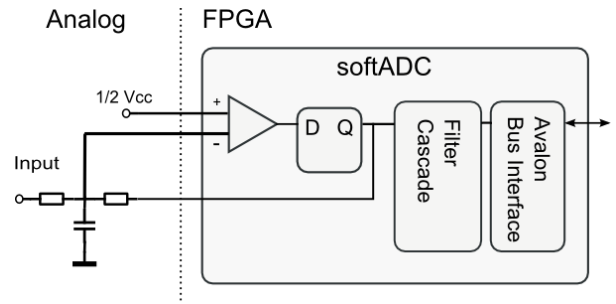 Analog
FPGA
softADC
1/2 Vcc
+
-
D Q
Filter
Cascade
Avalon
Bus Interface
Input